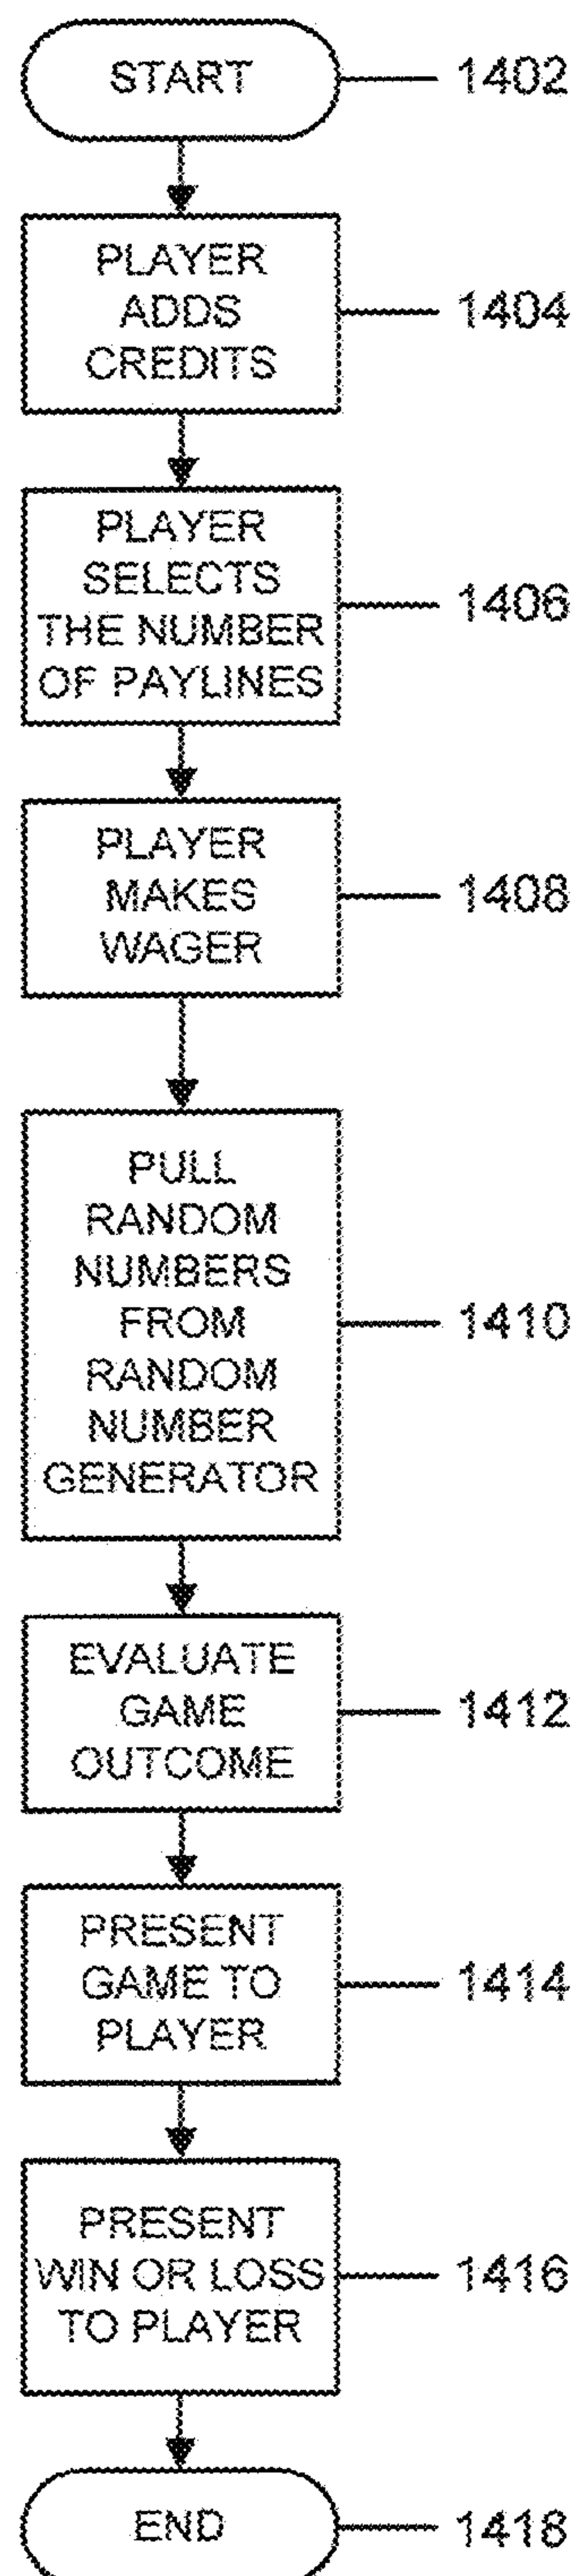 START
1402
PLAYER
ADDS
CREDITS
1404
PLAYER
SELECTS
THE NUMBER
OF PAYLINES
1406
PLAYER
MAKES
WAGER
1408
PULL
RANDOM
NUMBERS
FROM
RANDOM
NUMBER
GENERATOR
1410
EVALUATE
GAME
OUTCOME
1412
PRESENT
GAME TO
PLAYER
1414
PRESENT
WIN OR LOSS
TO PLAYER
1416
END
1418